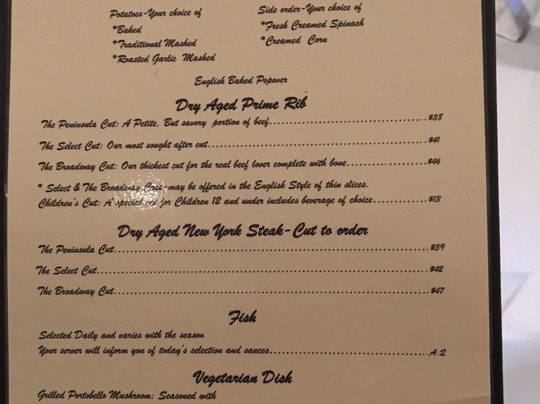 Potatoes-Your choice of
*Baked
*Traditional Mashed
*Roasted Garlic Mashed
Side order-Your choice of
*Fresh Creamed Spinach
*Creamed Corn
English Baked Popover
Dry Aged Prime Rib
The Peninsula Cut: A Petite, But savory portion of beef...$38
The Select Cut: Our most sought after cut...$41
The Broadway Cut: Our thickest cut for the real beef lover complete with bone...$46
* Select & The Broadway Cuts-may be offered in the English Style of thin slices.
Children's Cut: A special cut for Children 12 and under includes beverage of choice...$13
Dry Aged New York Steak-Cut to order
The Peninsula Cut...$39
The Select Cut...$42
The Broadway Cut...$47
Fish
Selected Daily and varies with the season
Your server will inform you of today's selection and sauces...A.2
Vegetarian Dish
Grilled Portobello Mushroom: Seasoned with